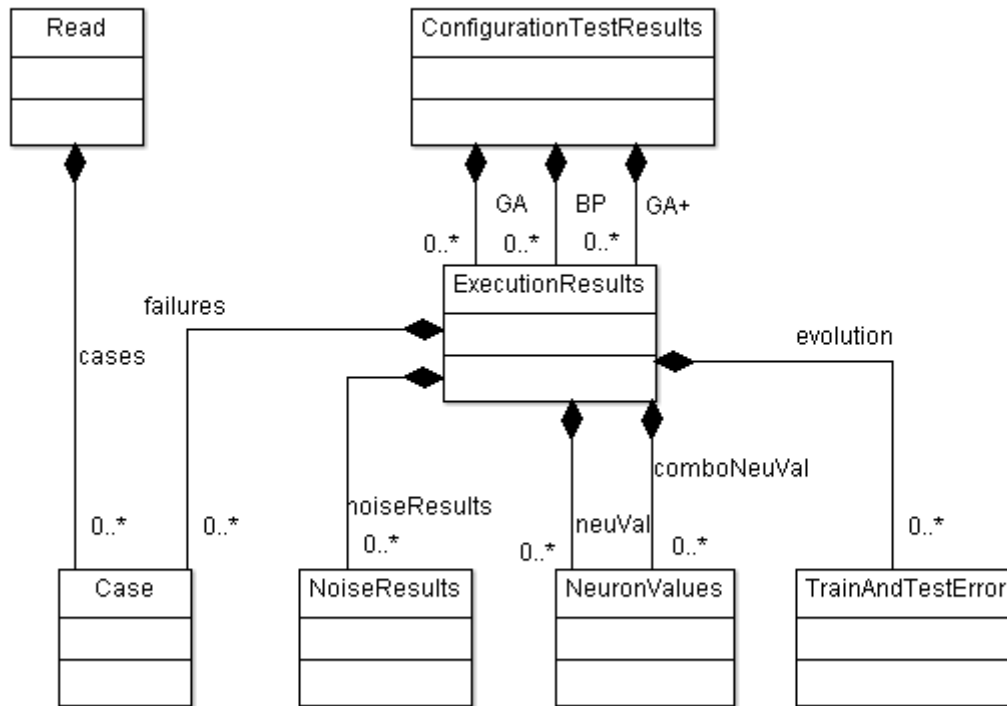 Read
ConfigurationTestResults
GA
BP
GA+
0..*
0..*
0..*
ExecutionResults
failures
evolution
cases
comboNeuVal
noiseResults
neuVal
0..*
0..*
0..*
0..*
0..*
0..*
Case
NoiseResults
NeuronValues
TrainAndTestError